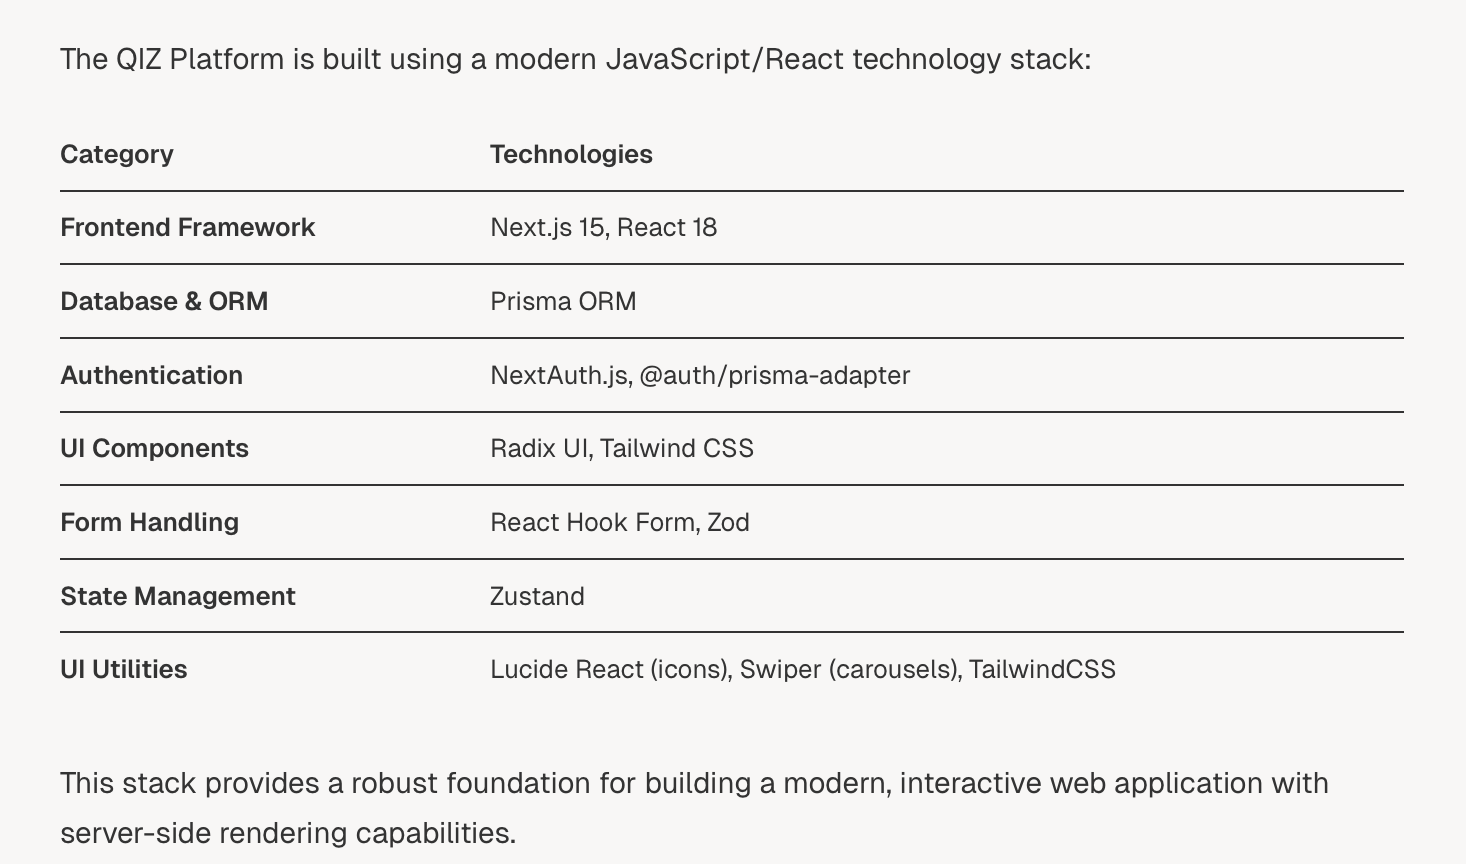 The QIZ Platform is built using a modern JavaScript/React technology stack:
Category Technologies
Frontend Framework Next.js 15, React 18
Database & ORM Prisma ORM
Authentication NextAuth.js, @auth/prisma-adapter
UI Components Radix UI, Tailwind CSS
Form Handling React Hook Form, Zod
State Management Zustand
UI Utilities Lucide React (icons), Swiper (carousels), TailwindCSS
This stack provides a robust foundation for building a modern, interactive web application with
server-side rendering capabilities.